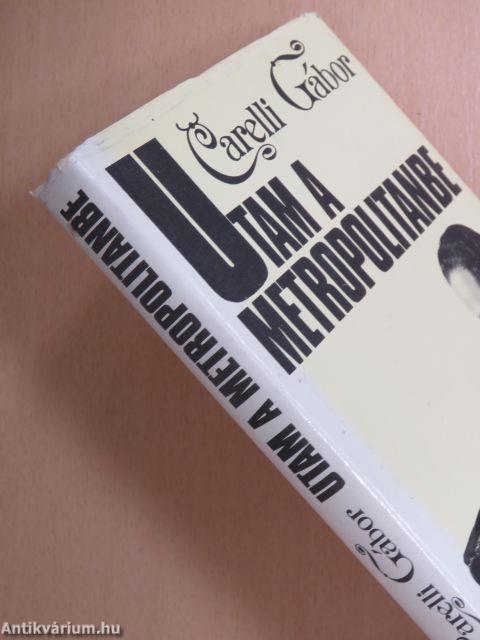 Carelli Gábor
UTAM A
METROPOLITANBE
UTAM A METROPOLITANBE
Carelli Gábor
Antikvárium.hu